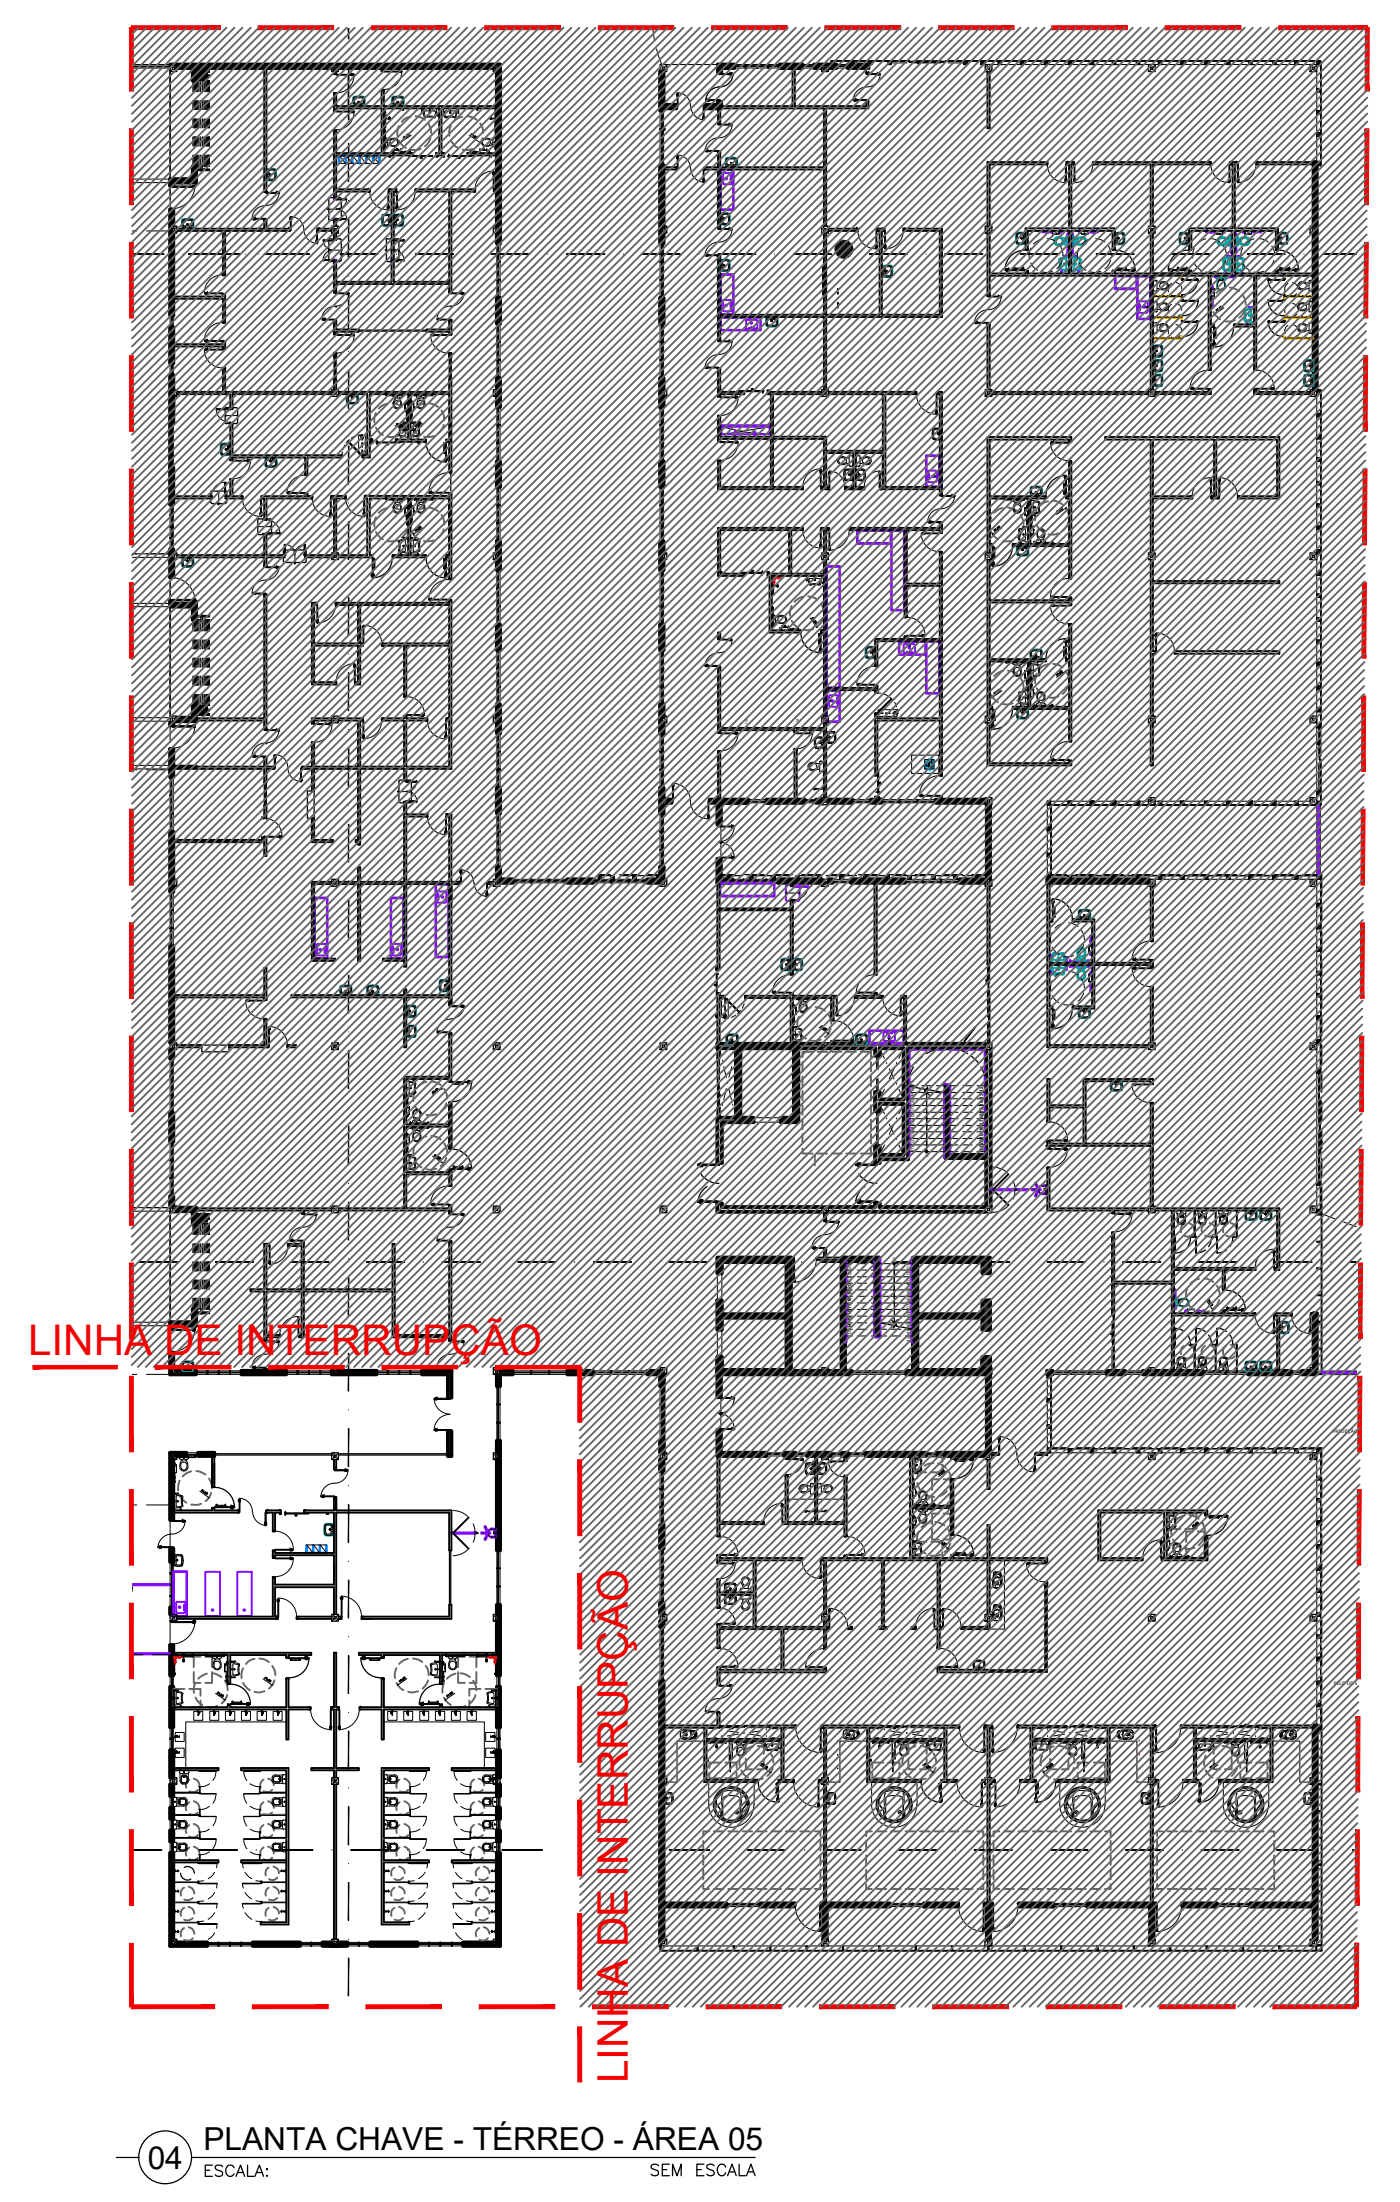 LINHA DE INTERRUPÇÃO
LINHA DE INTERRUPÇÃO
04
PLANTA CHAVE - TÉRREO - ÁREA 05
ESCALA:
SEM ESCALA